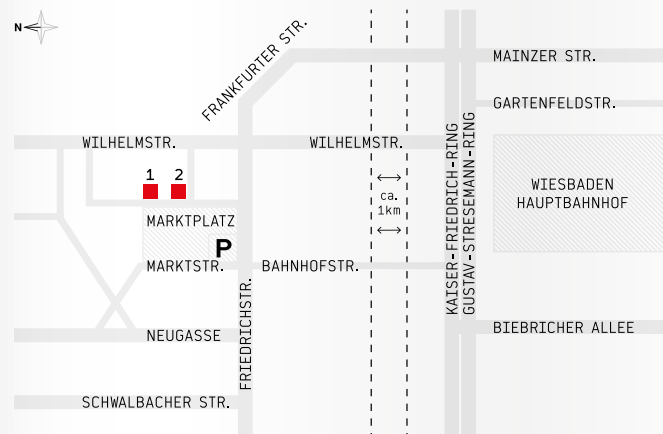 N
FRANKFURTER STR.
MAINZER STR.
GARTENFELDSTR.
WILHELMSTR.
WILHELMSTR.
KAISER-FRIEDRICH-RING
GUSTAV-STRESEMANN-RING
1 2
ca.
1km
WIESBADEN
HAUPTBAHNHOF
MARKTPLATZ
P
MARKTSTR.
BAHNHOFSTR.
FRIEDRICHSTR.
NEUGASSE
BIEBRICHER ALLEE
SCHWALBACHER STR.